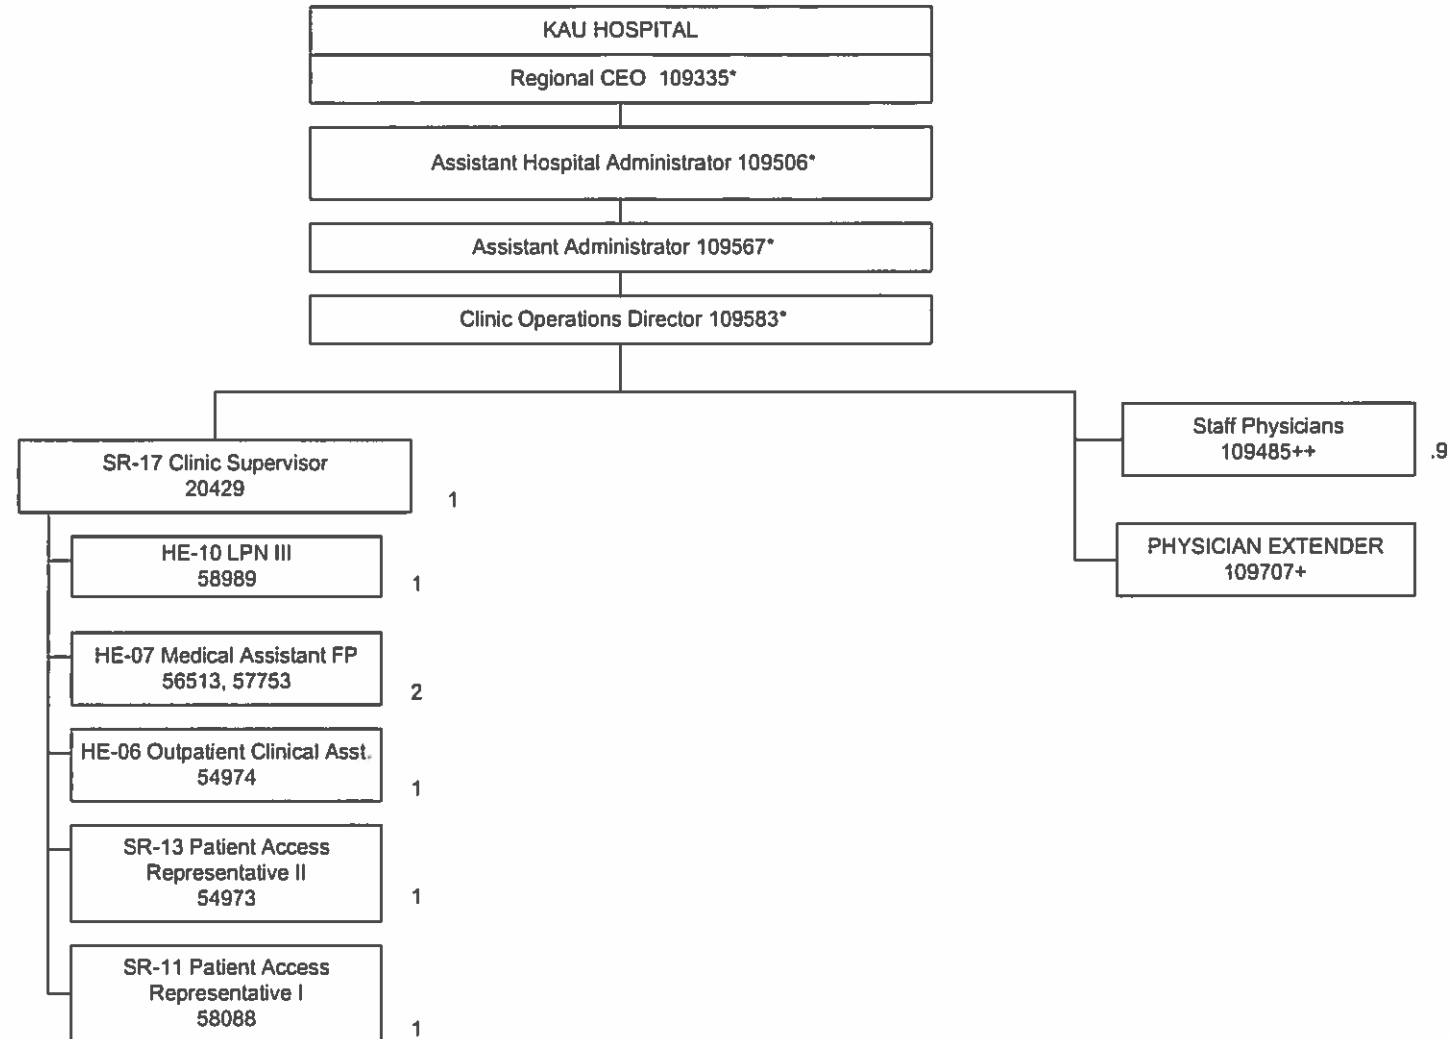 KAU HOSPITAL
Regional CEO 109335*
Assistant Hospital Administrator 109506*
Assistant Administrator 109567*
Clinic Operations Director 109583*
SR-17 Clinic Supervisor
20429
1
HE-10 LPN III
58989
1
HE-07 Medical Assistant FP
56513, 57753
2
HE-06 Outpatient Clinical Asst.
54974
1
SR-13 Patient Access
Representative II
54973
1
SR-11 Patient Access
Representative I
58088
1
Staff Physicians
109485++
.9
PHYSICIAN EXTENDER
109707+